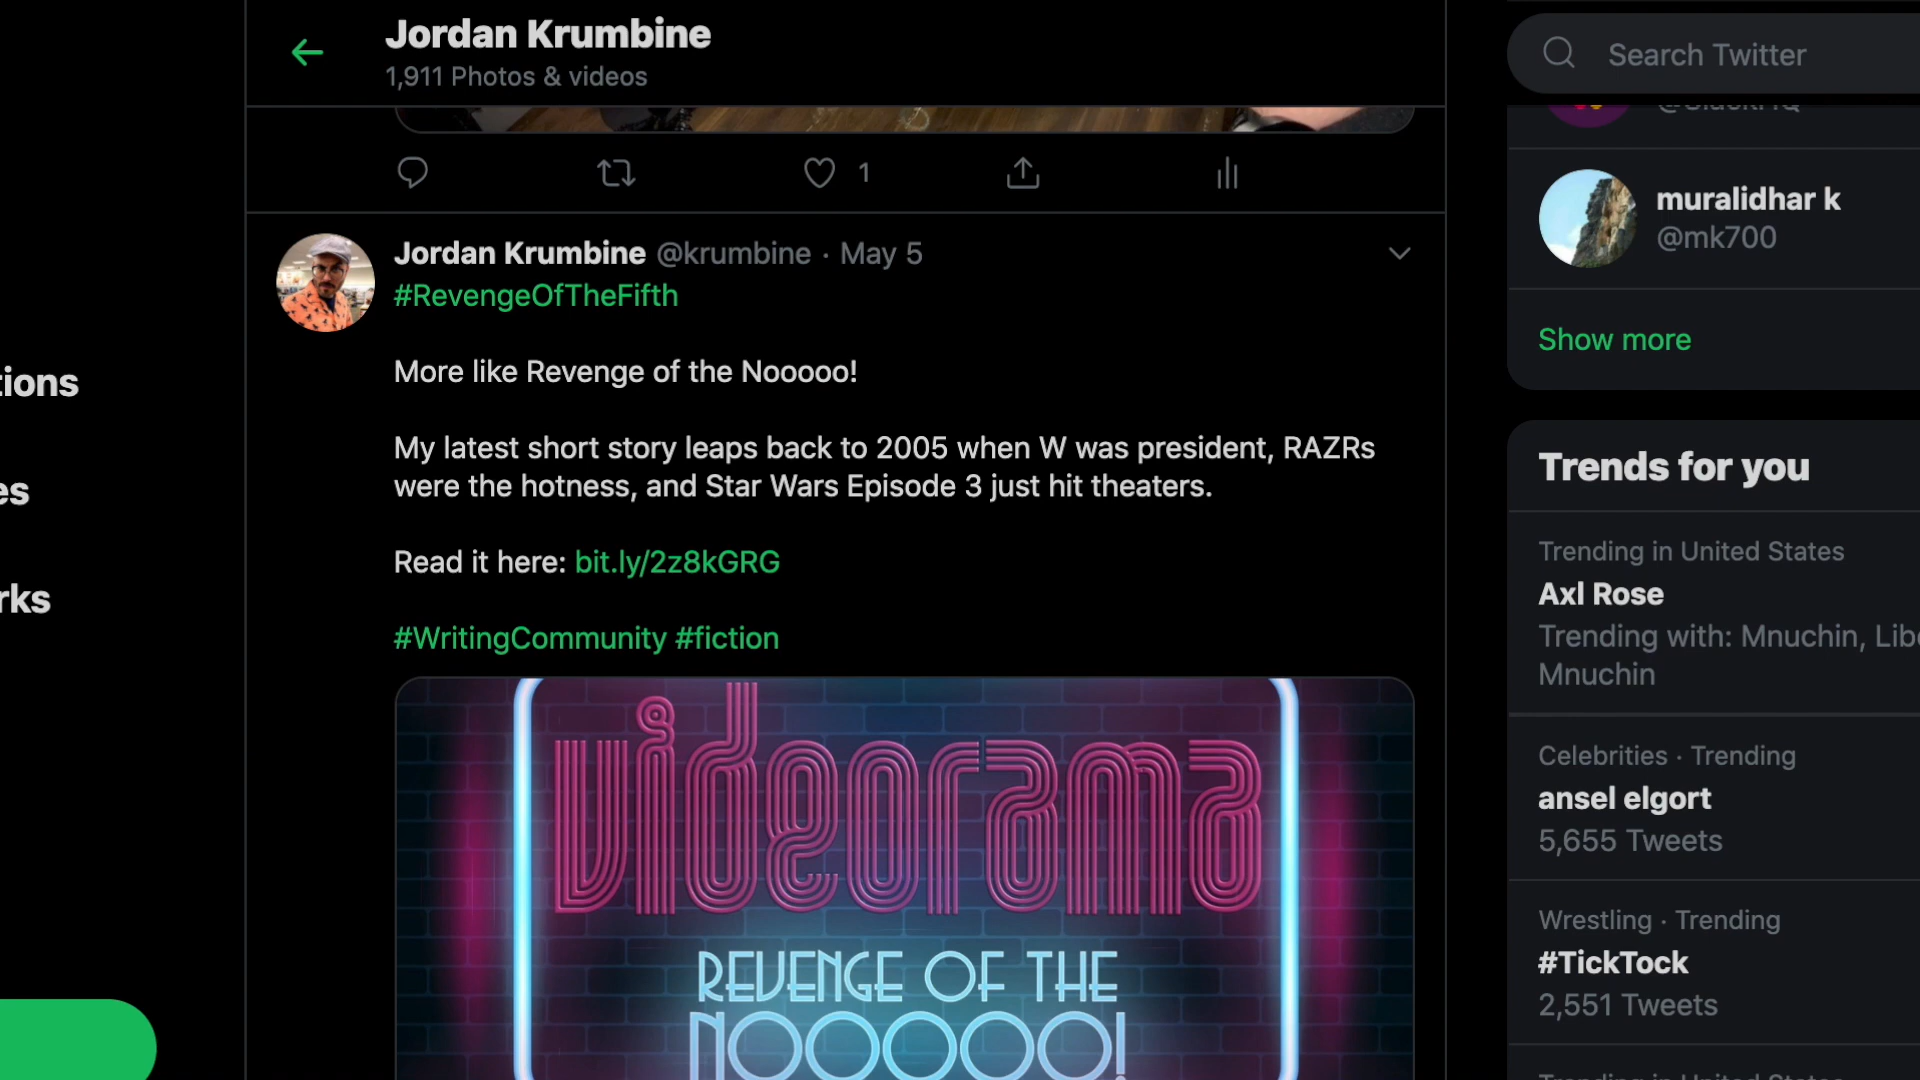 Jordan Krumbine
1,911 Photos & videos
1
Jordan Krumbine @krumbine · May 5
#RevengeOfTheFifth
More like Revenge of the Nooooo!
My latest short story leaps back to 2005 when W was president, RAZRs
were the hotness, and Star Wars Episode 3 just hit theaters.
Read it here: bit.ly/2z8kGRG
#WritingCommunity #fiction
videorama
REVENGE OF THE
NOOOOO!
tions
es
rks
Search Twitter
muralidhar k
@mk700
Show more
Trends for you
Trending in United States
Axl Rose
Trending with: Mnuchin, Lib
Mnuchin
Celebrities · Trending
ansel elgort
5,655 Tweets
Wrestling · Trending
#TickTock
2,551 Tweets